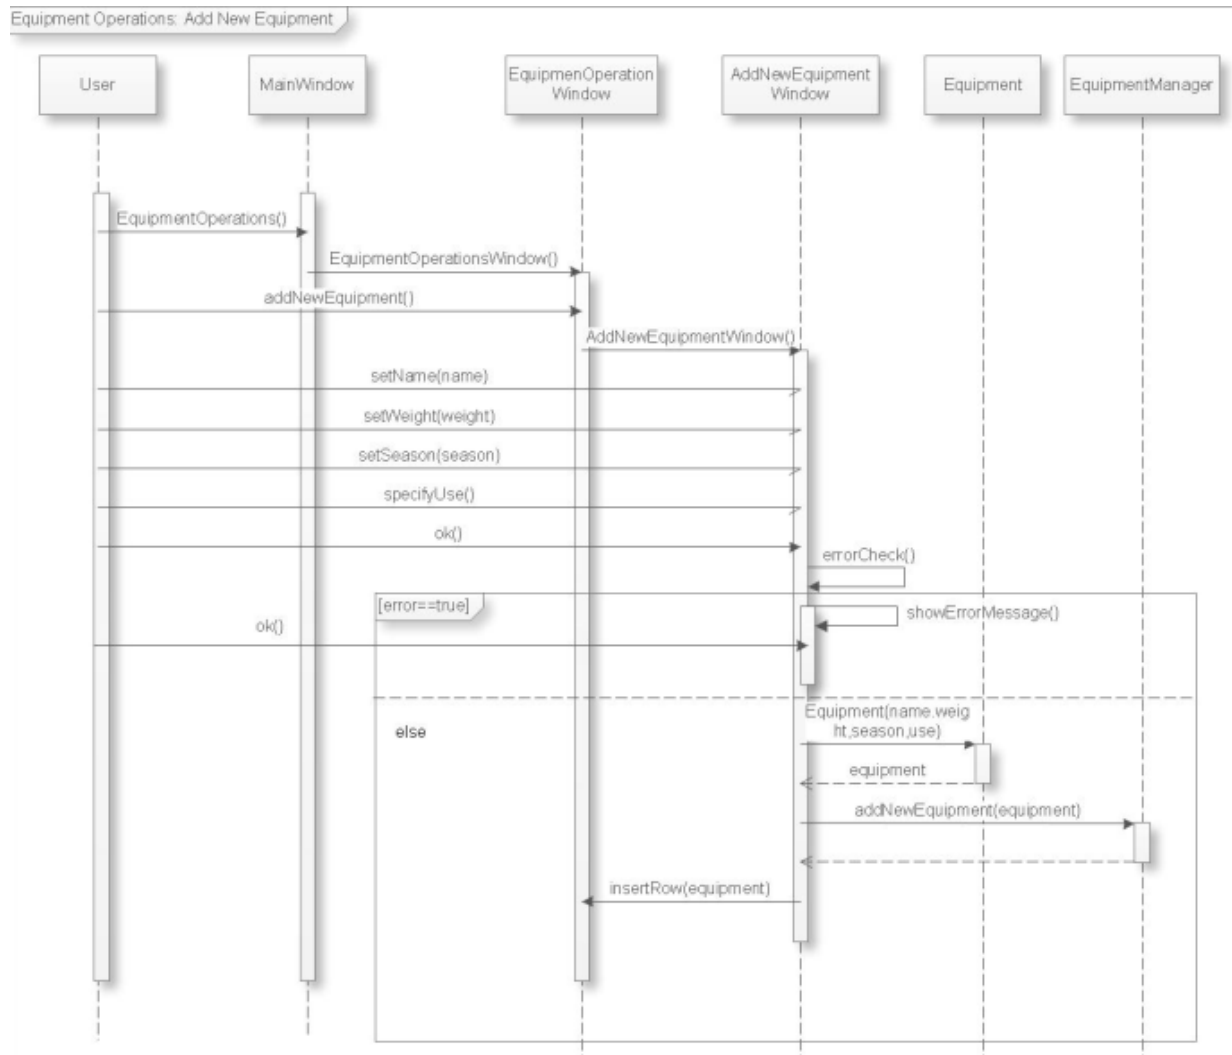 Equipment Operations: Add New Equipment
User
MainWindow
EquipmenOperation
Window
AddNewEquipment
Window
Equipment
EquipmentManager
EquipmentOperations()
EquipmentOperationsWindow()
addNewEquipment()
AddNewEquipmentWindow()
setName(name)
setWeight(weight)
setSeason(season)
specifyUse()
ok()
errorCheck()
[error==true]
showErrorMessage()
ok()
else
Equipment(name.weig
ht,season,use)
equipment
addNewEquipment(equipment)
insertRow(equipment)